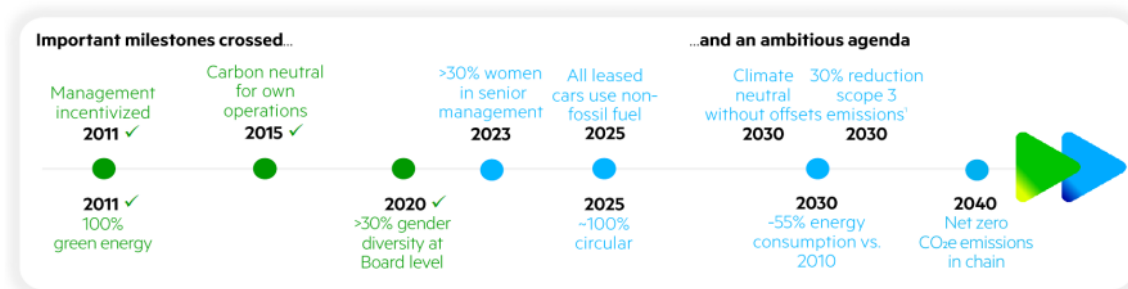 Important milestones crossed...
...and an ambitious agenda
Management
incentivized
2011 ✓
Carbon neutral
for own
operations
2015 ✓
>30% women
in senior
management
2023
All leased
cars use non-
fossil fuel
2025
Climate
neutral
without offsets
2030
30% reduction
scope 3
emissions¹
2030
2011 ✓
100%
green energy
2020 ✓
>30% gender
diversity at
Board level
2025
~100%
circular
2030
-55% energy
consumption vs.
2010
2040
Net zero
CO₂e emissions
in chain